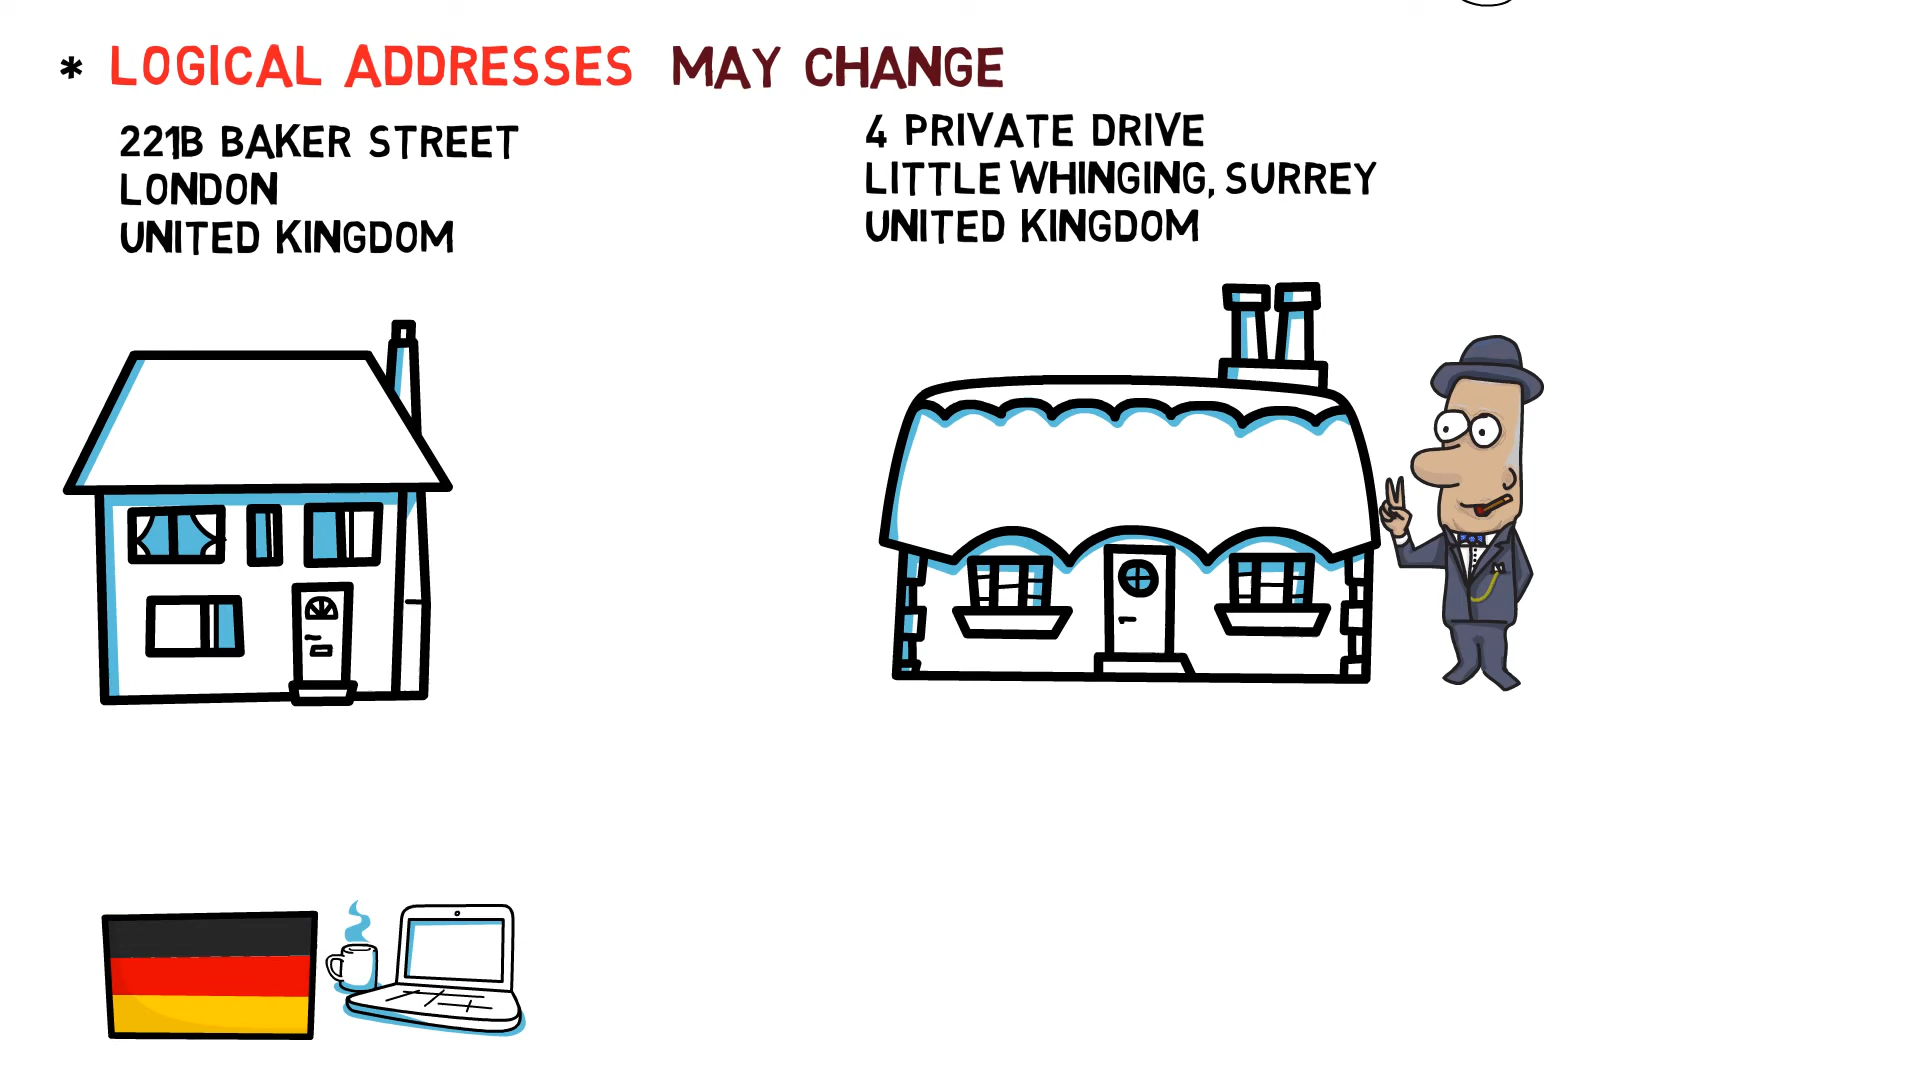 * LOGICAL ADDRESSES MAY CHANGE
221B BAKER STREET
LONDON
UNITED KINGDOM
4 PRIVATE DRIVE
LITTLE WHINGING, SURREY
UNITED KINGDOM